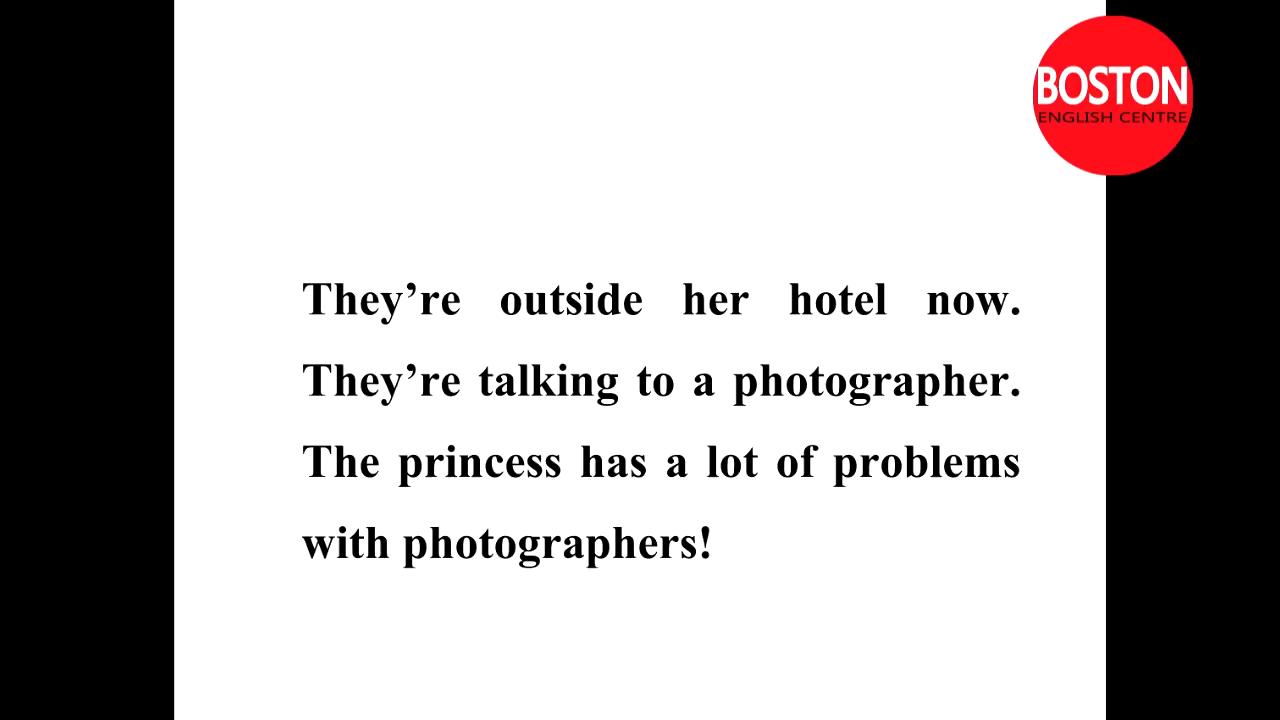 BOSTON
ENGLISH CENTRE
They’re outside her hotel now.
They’re talking to a photographer.
The princess has a lot of problems
with photographers!